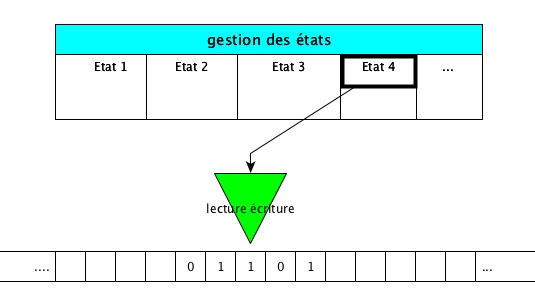 gestion des états
Etat 1 Etat 2 Etat 3 Etat 4 ...
lecture écriture
.... 0 1 1 0 1 ...